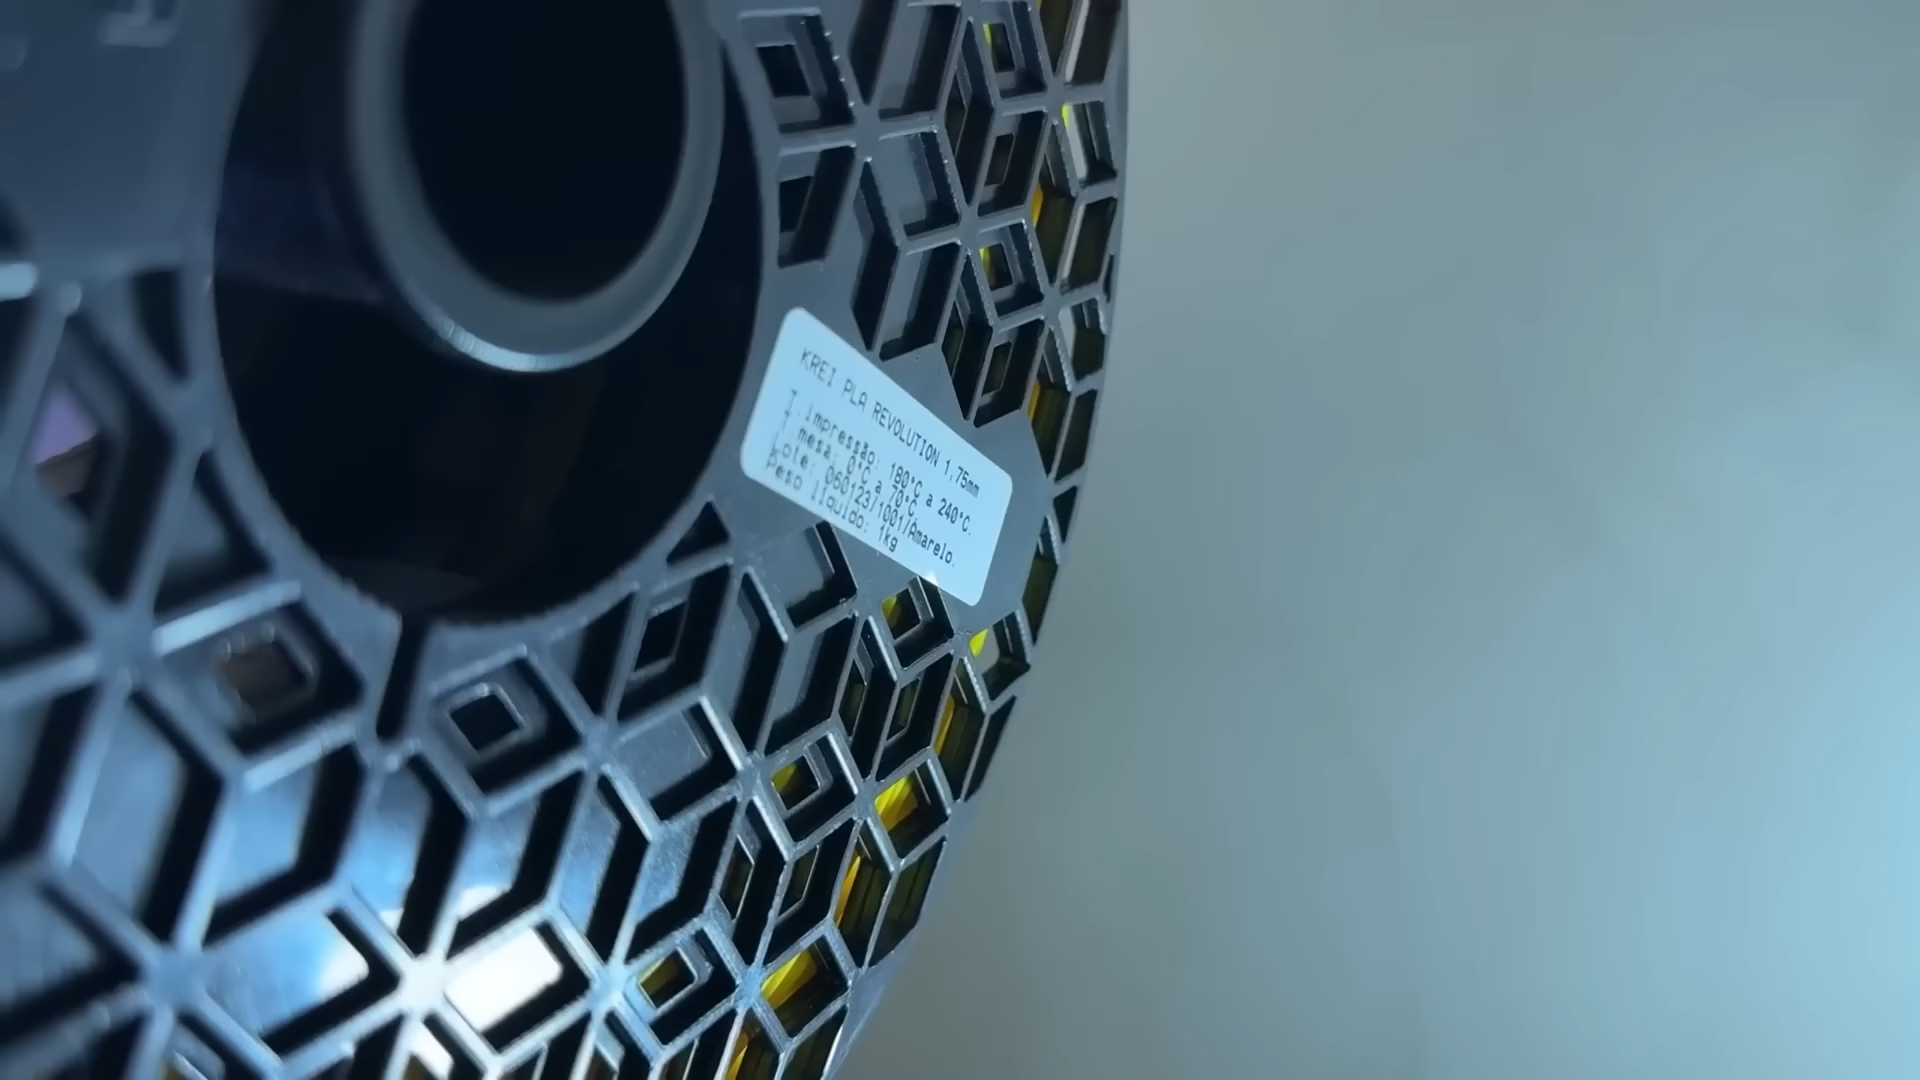 KREI PLA REVOLUTION 1,75mm
T. impressão: 180°C a 240°C.
T. mesa: 0°C a 70°C.
Lote: 060123/1001/Amarelo.
Peso líquido: 1kg